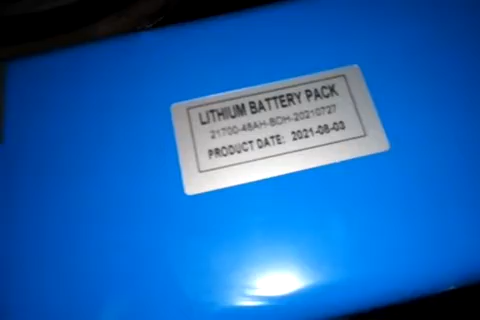 LITHIUM BATTERY PACK
21700-48AH-BDH-20210727
PRODUCT DATE: 2021-08-03